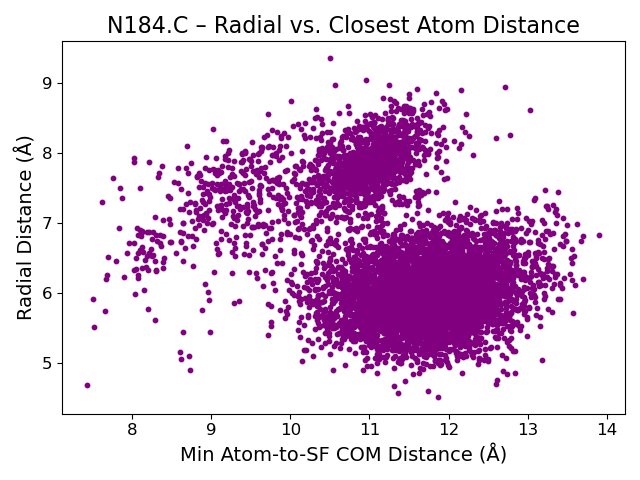 N184.C – Radial vs. Closest Atom Distance
Radial Distance (Å)
9
8
7
6
5
8 9 10 11 12 13 14
Min Atom-to-SF COM Distance (Å)